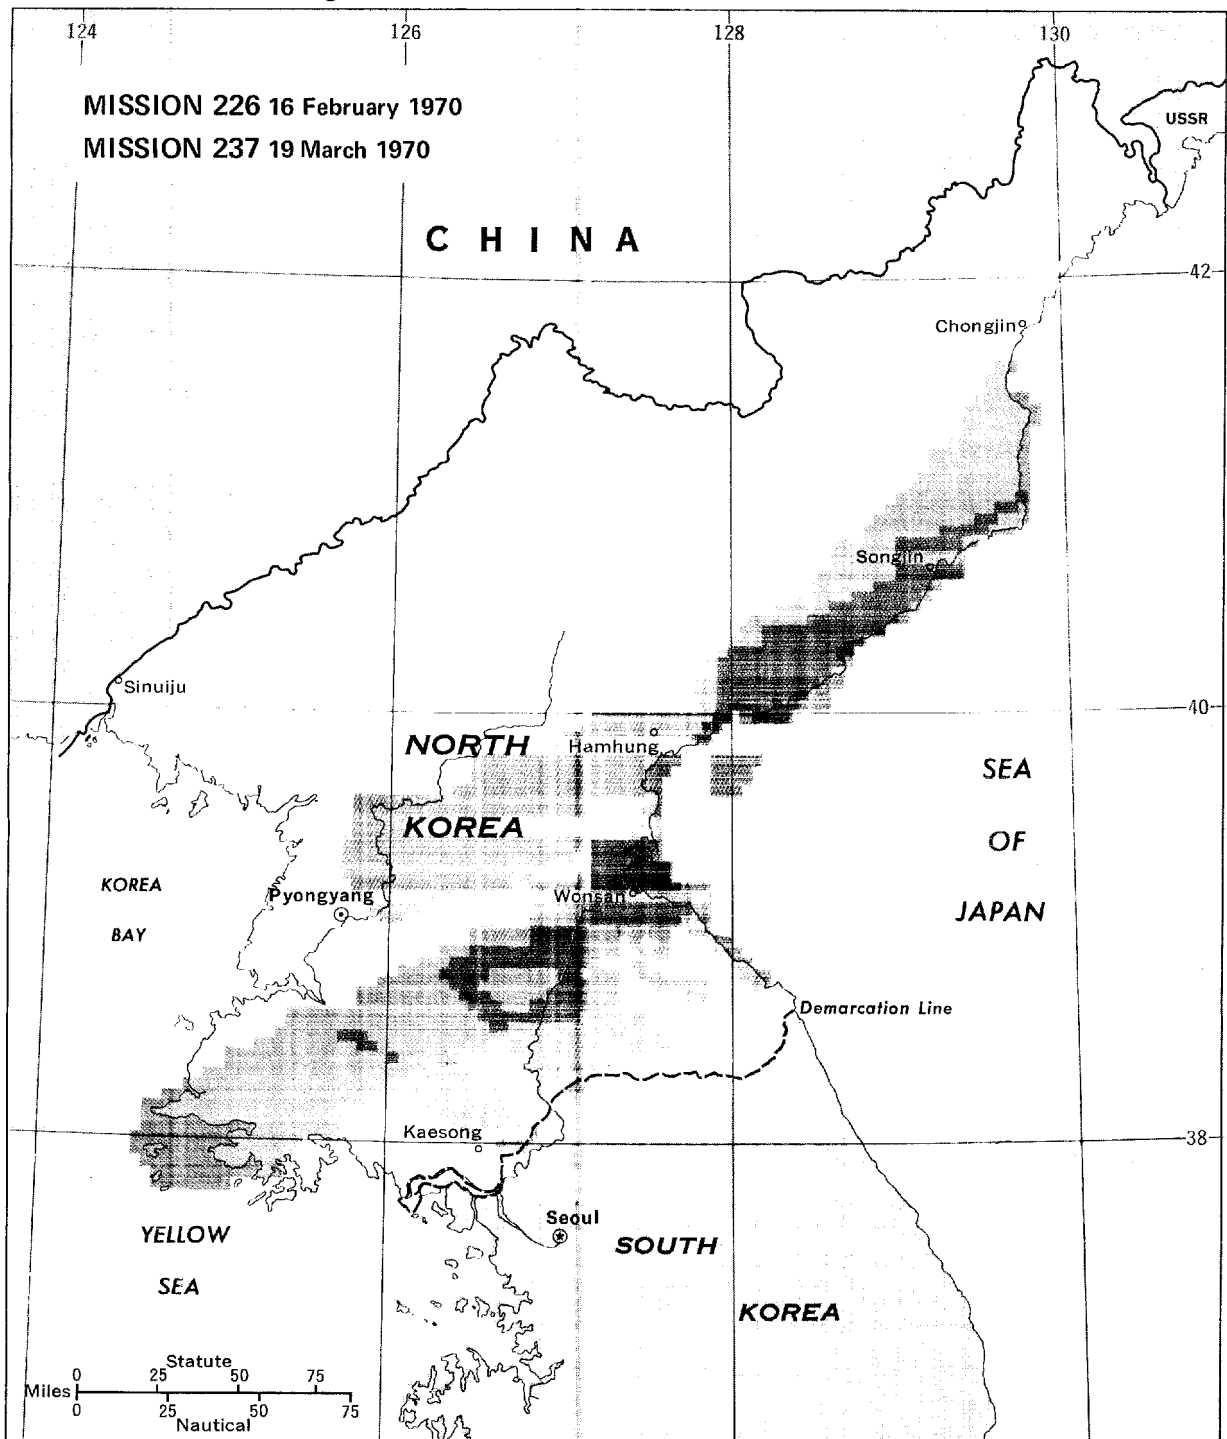 124 126 128 130
MISSION 226 16 February 1970
MISSION 237 19 March 1970
USSR
CHINA
42
Chongjin
Songjin
Sinuiju
40
NORTH
Hamhung
SEA
KOREA
OF
KOREA
Pyongyang
Wonsan
JAPAN
BAY
Demarcation Line
Kaesong
38
Seoul
YELLOW
SOUTH
SEA
KOREA
Statute
0 25 50 75
Miles
0 25 50 75
Nautical